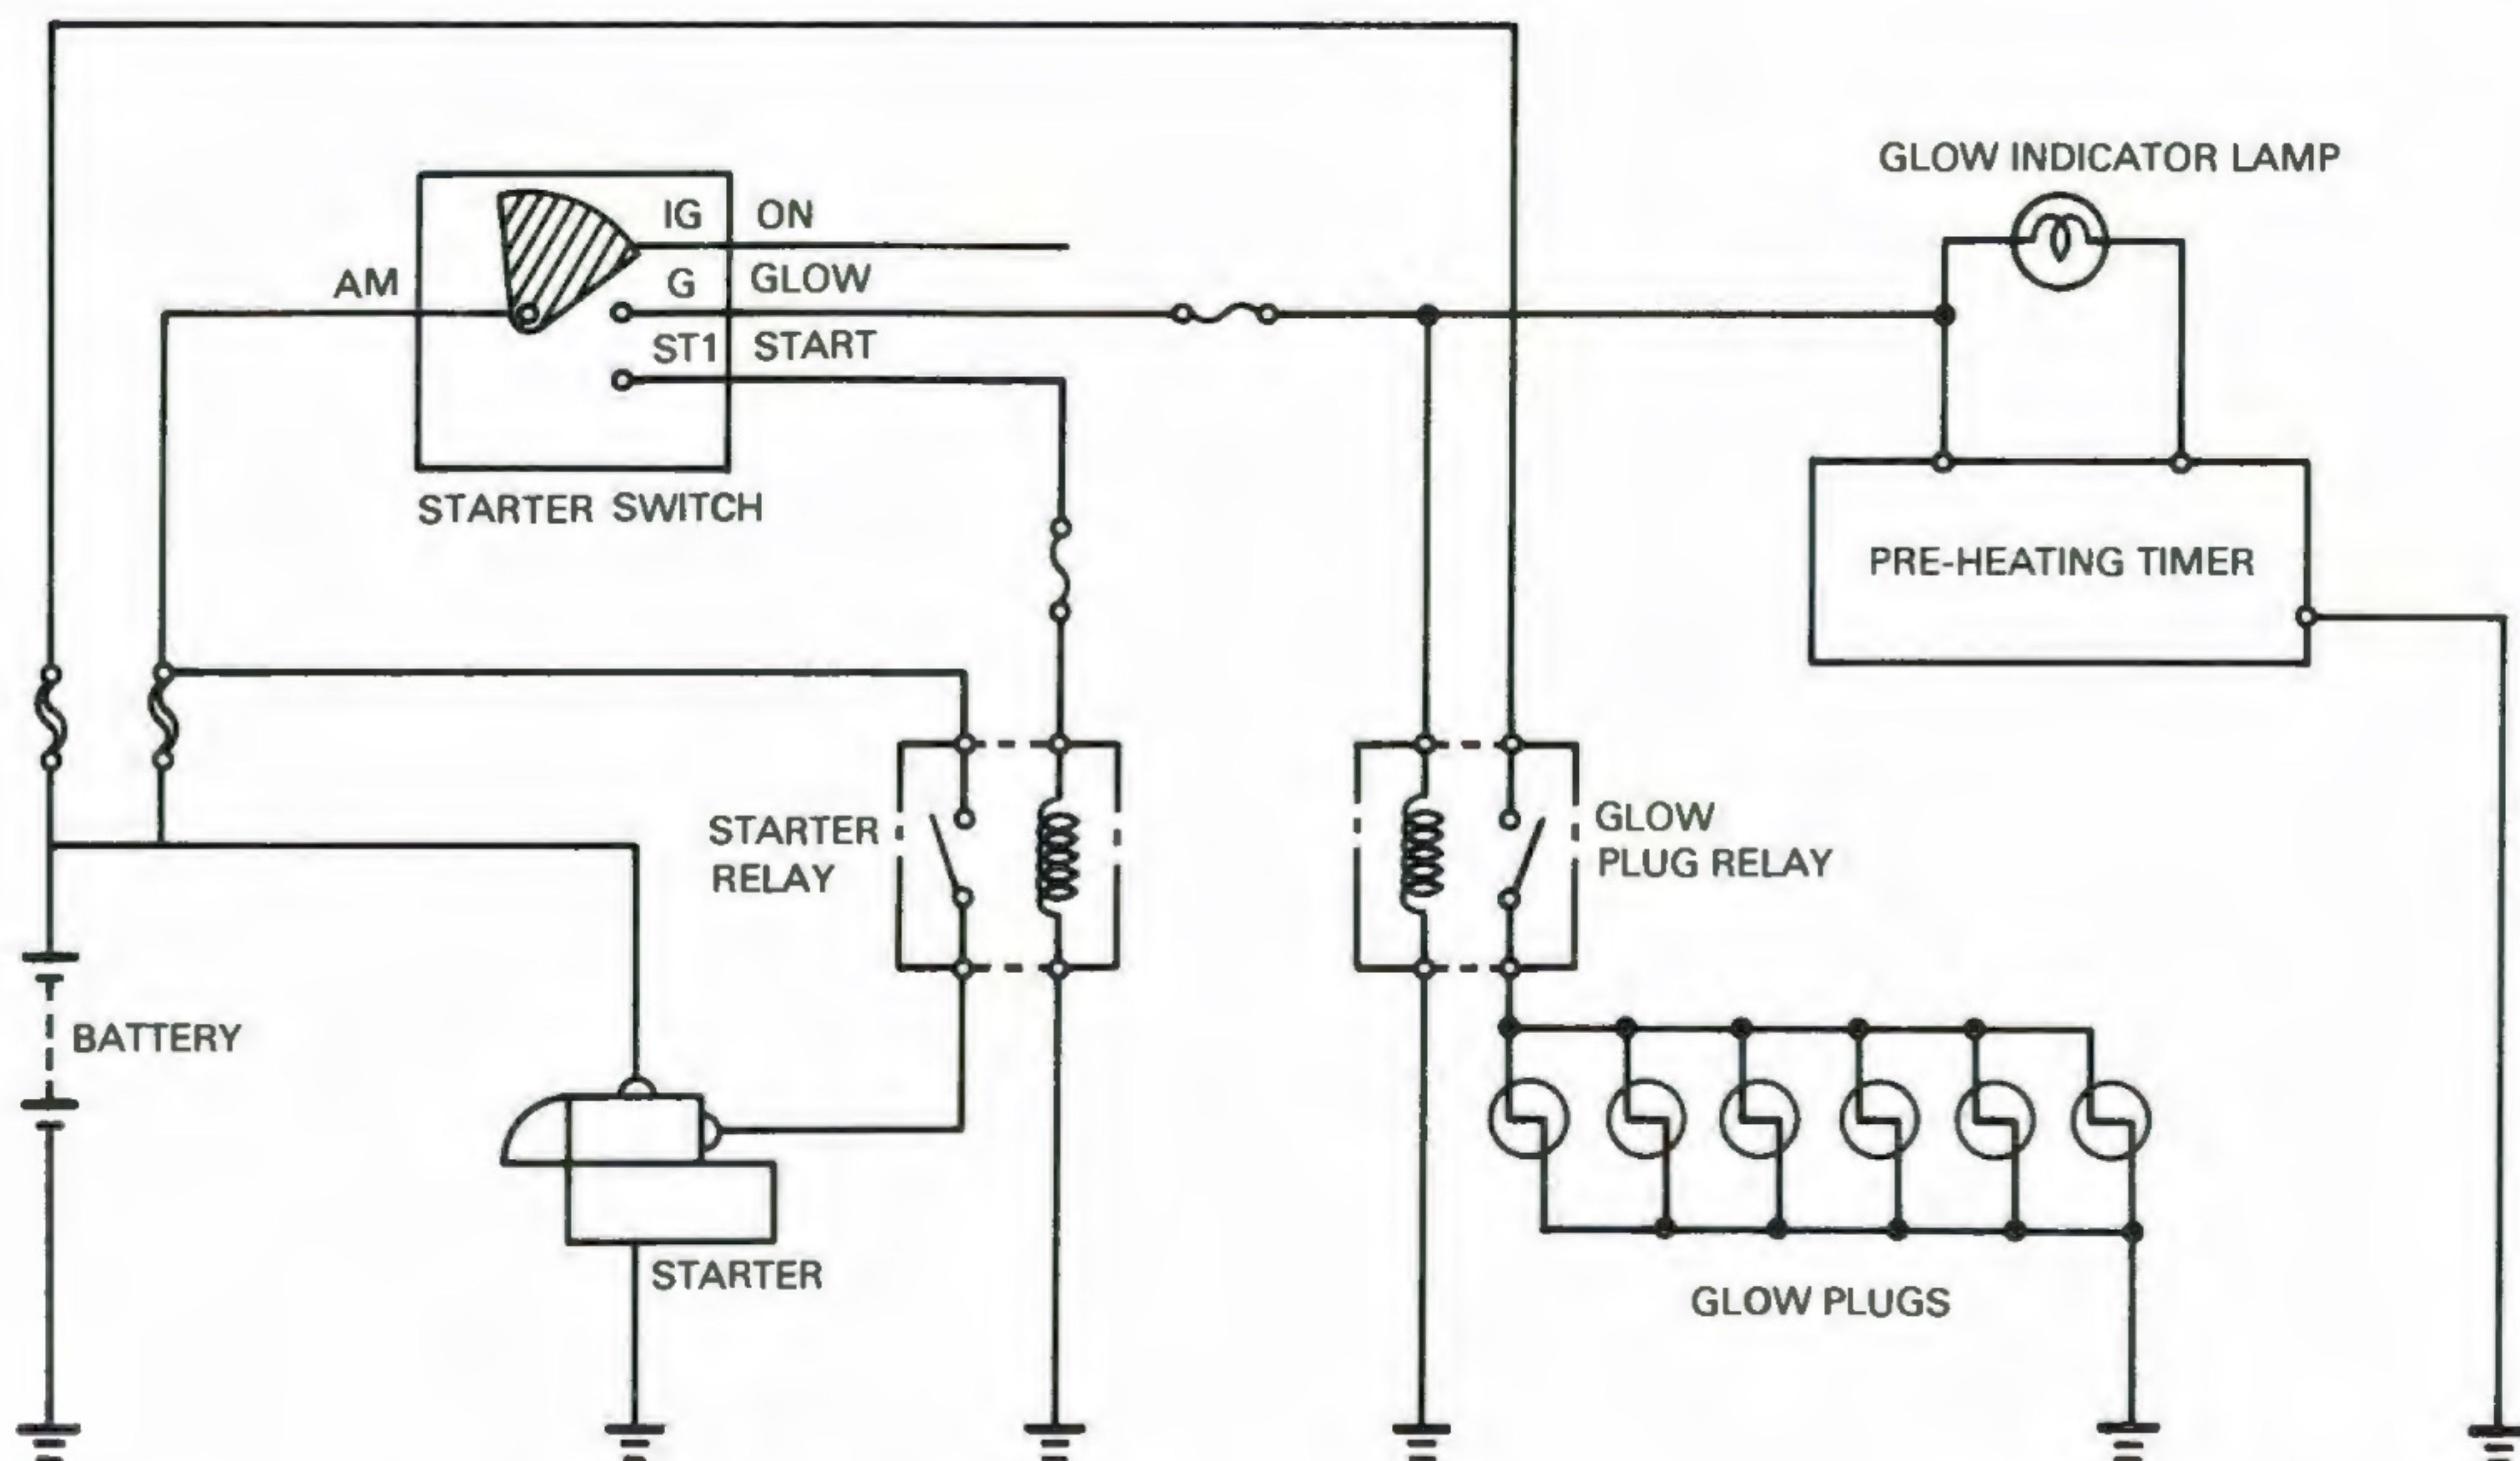 GLOW INDICATOR LAMP
IG ON
AM G GLOW
ST1 START
STARTER SWITCH
PRE-HEATING TIMER
STARTER
RELAY
GLOW
PLUG RELAY
BATTERY
STARTER
GLOW PLUGS